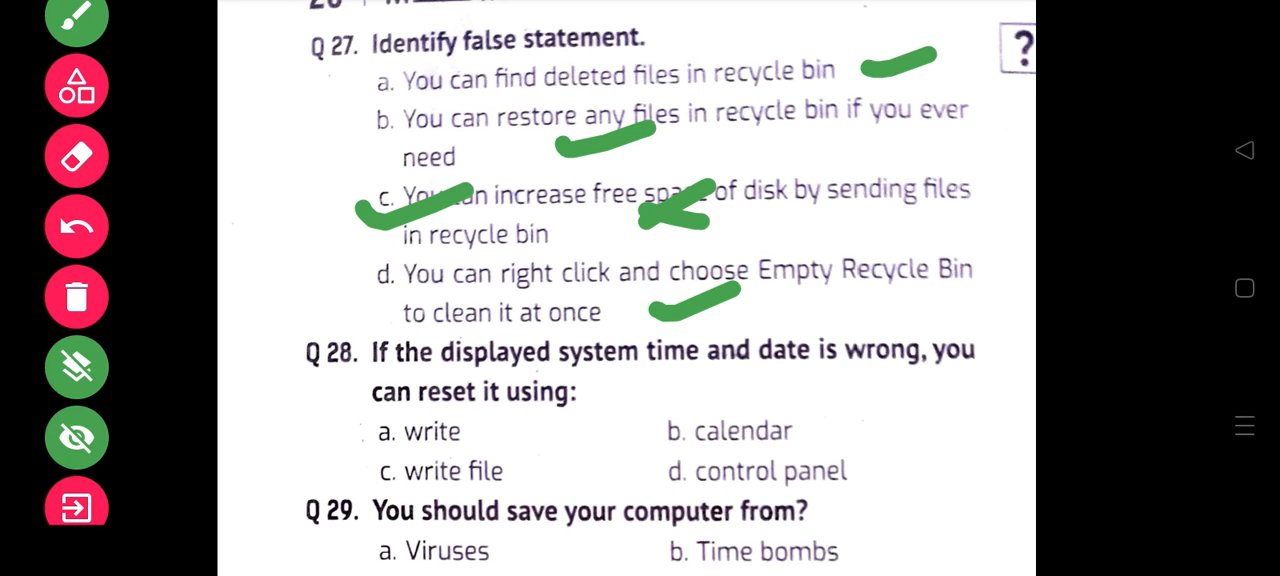 Q 27. Identify false statement.
a. You can find deleted files in recycle bin
b. You can restore any files in recycle bin if you ever
need
c. You can increase free space of disk by sending files
in recycle bin
d. You can right click and choose Empty Recycle Bin
to clean it at once
Q 28. If the displayed system time and date is wrong, you
can reset it using:
a. write b. calendar
c. write file d. control panel
Q 29. You should save your computer from?
a. Viruses b. Time bombs
?